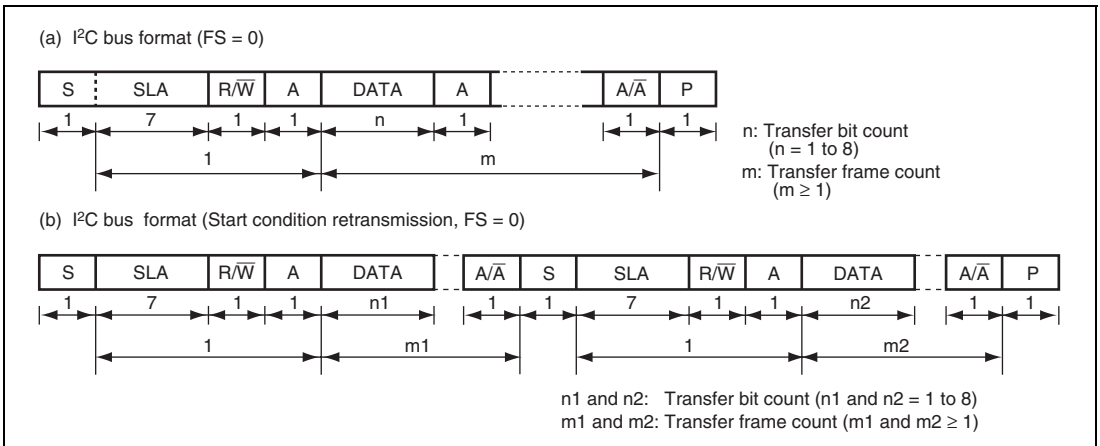 (a) I²C bus format (FS = 0)
S SLA R/W̅ A DATA A A/A̅ P
1 7 1 1 n 1 1 1
1 m
n: Transfer bit count
(n = 1 to 8)
m: Transfer frame count
(m ≥ 1)
(b) I²C bus format (Start condition retransmission, FS = 0)
S SLA R/W̅ A DATA A/A̅ S SLA R/W̅ A DATA A/A̅ P
1 7 1 1 n1 1 1 7 1 1 n2 1 1
1 m1 1 m2
n1 and n2: Transfer bit count (n1 and n2 = 1 to 8)
m1 and m2: Transfer frame count (m1 and m2 ≥ 1)